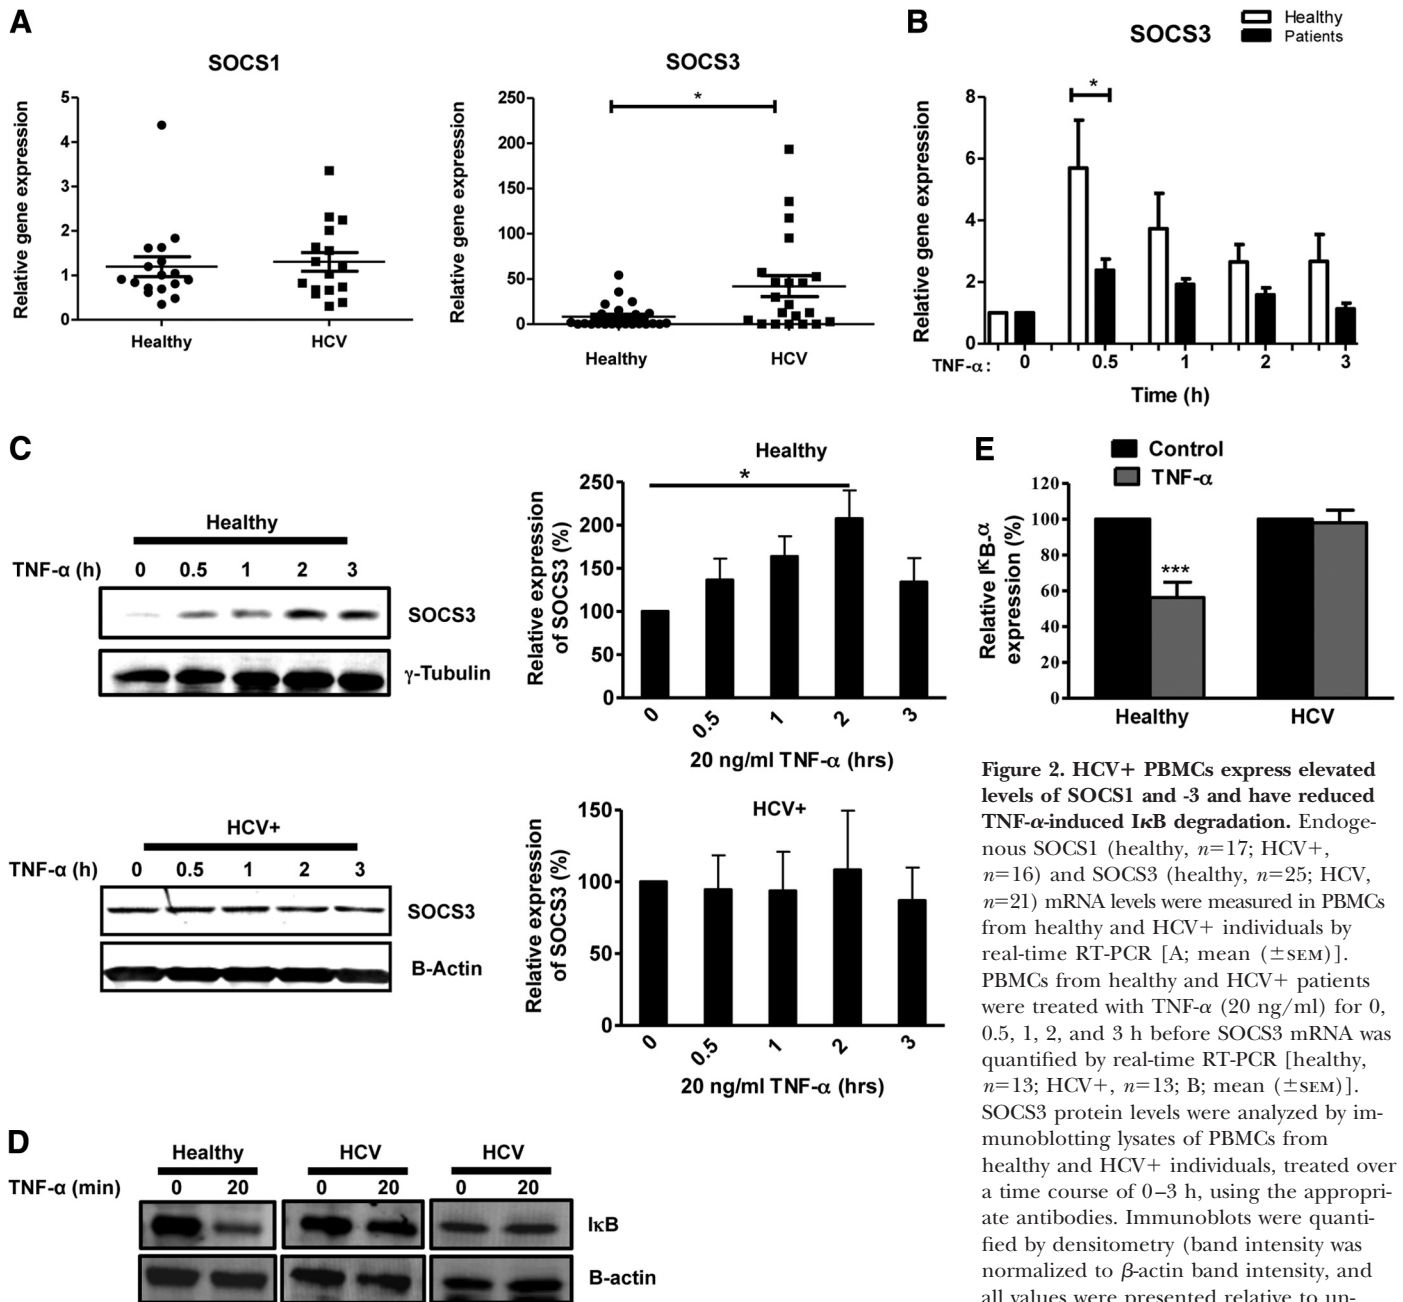 A
SOCS1
Relative gene expression
5
4
3
2
1
0
Healthy
HCV
SOCS3
Relative gene expression
250
200
150
100
50
0
*
Healthy
HCV
B
SOCS3
Healthy
Patients
Relative gene expression
8
6
4
2
0
*
TNF-α: 0 0.5 1 2 3
Time (h)
C
Healthy
TNF-α (h) 0 0.5 1 2 3
SOCS3
γ-Tubulin
Healthy
Relative expression
of SOCS3 (%)
250
200
150
100
50
0
*
0 0.5 1 2 3
20 ng/ml TNF-α (hrs)
HCV+
TNF-α (h) 0 0.5 1 2 3
SOCS3
B-Actin
HCV+
Relative expression
of SOCS3 (%)
150
100
50
0
0 0.5 1 2 3
20 ng/ml TNF-α (hrs)
D
Healthy HCV HCV
TNF-α (min) 0 20 0 20 0 20
IκB
B-actin
E
Control
TNF-α
Relative IκB-α
expression (%)
120
100
80
60
40
20
0
***
Healthy
HCV
Figure 2. HCV+ PBMCs express elevated
levels of SOCS1 and -3 and have reduced
TNF-α-induced IκB degradation. Endoge-
nous SOCS1 (healthy, n=17; HCV+,
n=16) and SOCS3 (healthy, n=25; HCV,
n=21) mRNA levels were measured in PBMCs
from healthy and HCV+ individuals by
real-time RT-PCR [A; mean (±SEM)].
PBMCs from healthy and HCV+ patients
were treated with TNF-α (20 ng/ml) for 0,
0.5, 1, 2, and 3 h before SOCS3 mRNA was
quantified by real-time RT-PCR [healthy,
n=13; HCV+, n=13; B; mean (±SEM)].
SOCS3 protein levels were analyzed by im-
munoblotting lysates of PBMCs from
healthy and HCV+ individuals, treated over
a time course of 0–3 h, using the appropri-
ate antibodies. Immunoblots were quanti-
fied by densitometry (band intensity was
normalized to β-actin band intensity, and
all values were presented relative to un-